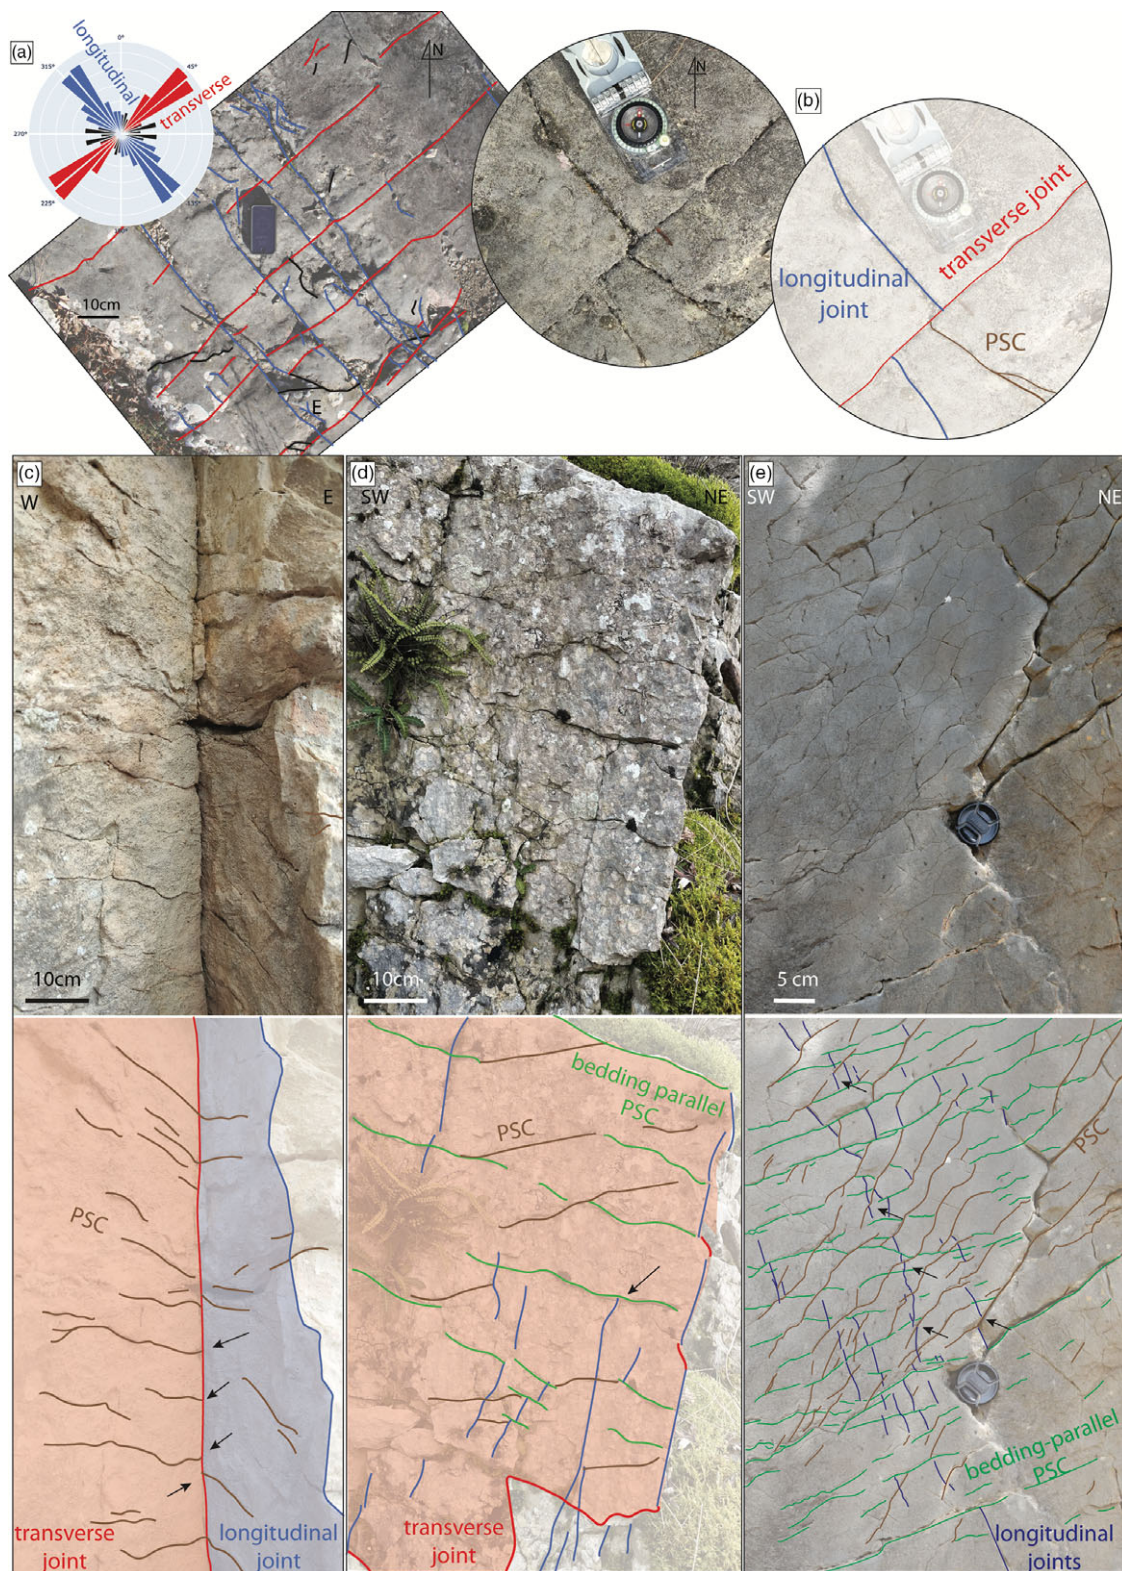 (a)
0°
45°
315°
270°
225°
135°
longitudinal
transverse
N
10cm
E
N
(b)
longitudinal
joint
transverse joint
PSC
(c)
W
E
10cm
(d)
SW
NE
10cm
(e)
SW
NE
5 cm
PSC
transverse
joint
longitudinal
joint
bedding parallel
PSC
PSC
transverse
joint
PSC
bedding-parallel
PSC
longitudinal
joints